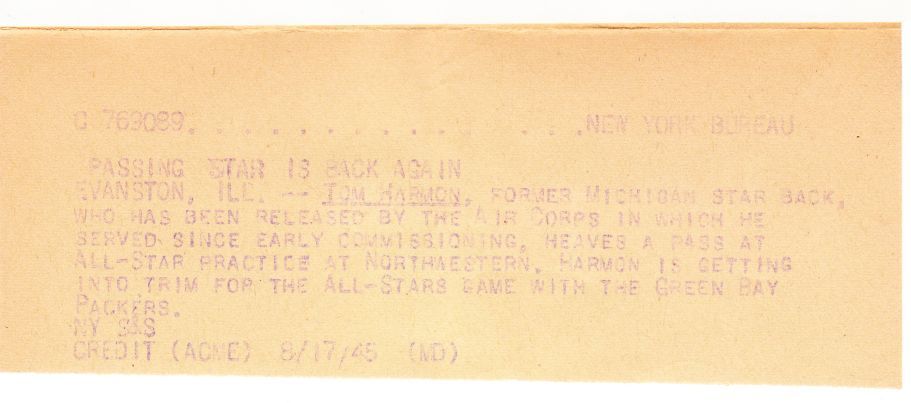 C 769089. . . . . . . . . . . . . . .NEW YORK BUREAU
PASSING STAR IS BACK AGAIN
EVANSTON, ILL. -- TOM HARMON, FORMER MICHIGAN STAR BACK,
WHO HAS BEEN RELEASED BY THE AIR CORPS IN WHICH HE
SERVED SINCE EARLY COMMISSIONING, HEAVES A PASS AT
ALL-STAR PRACTICE AT NORTHWESTERN. HARMON IS GETTING
INTO TRIM FOR THE ALL-STARS GAME WITH THE GREEN BAY
PACKERS.
NY S&S
CREDIT (ACME) 8/17/45 (MD)